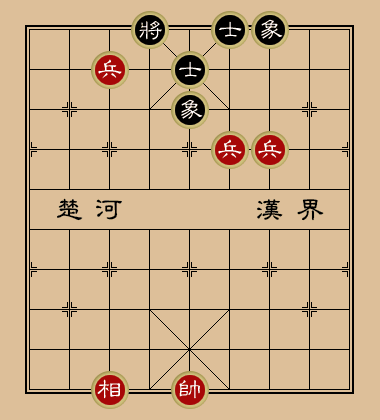 將 士 象
兵 士
象
兵 兵
楚 河 漢 界
相 帥